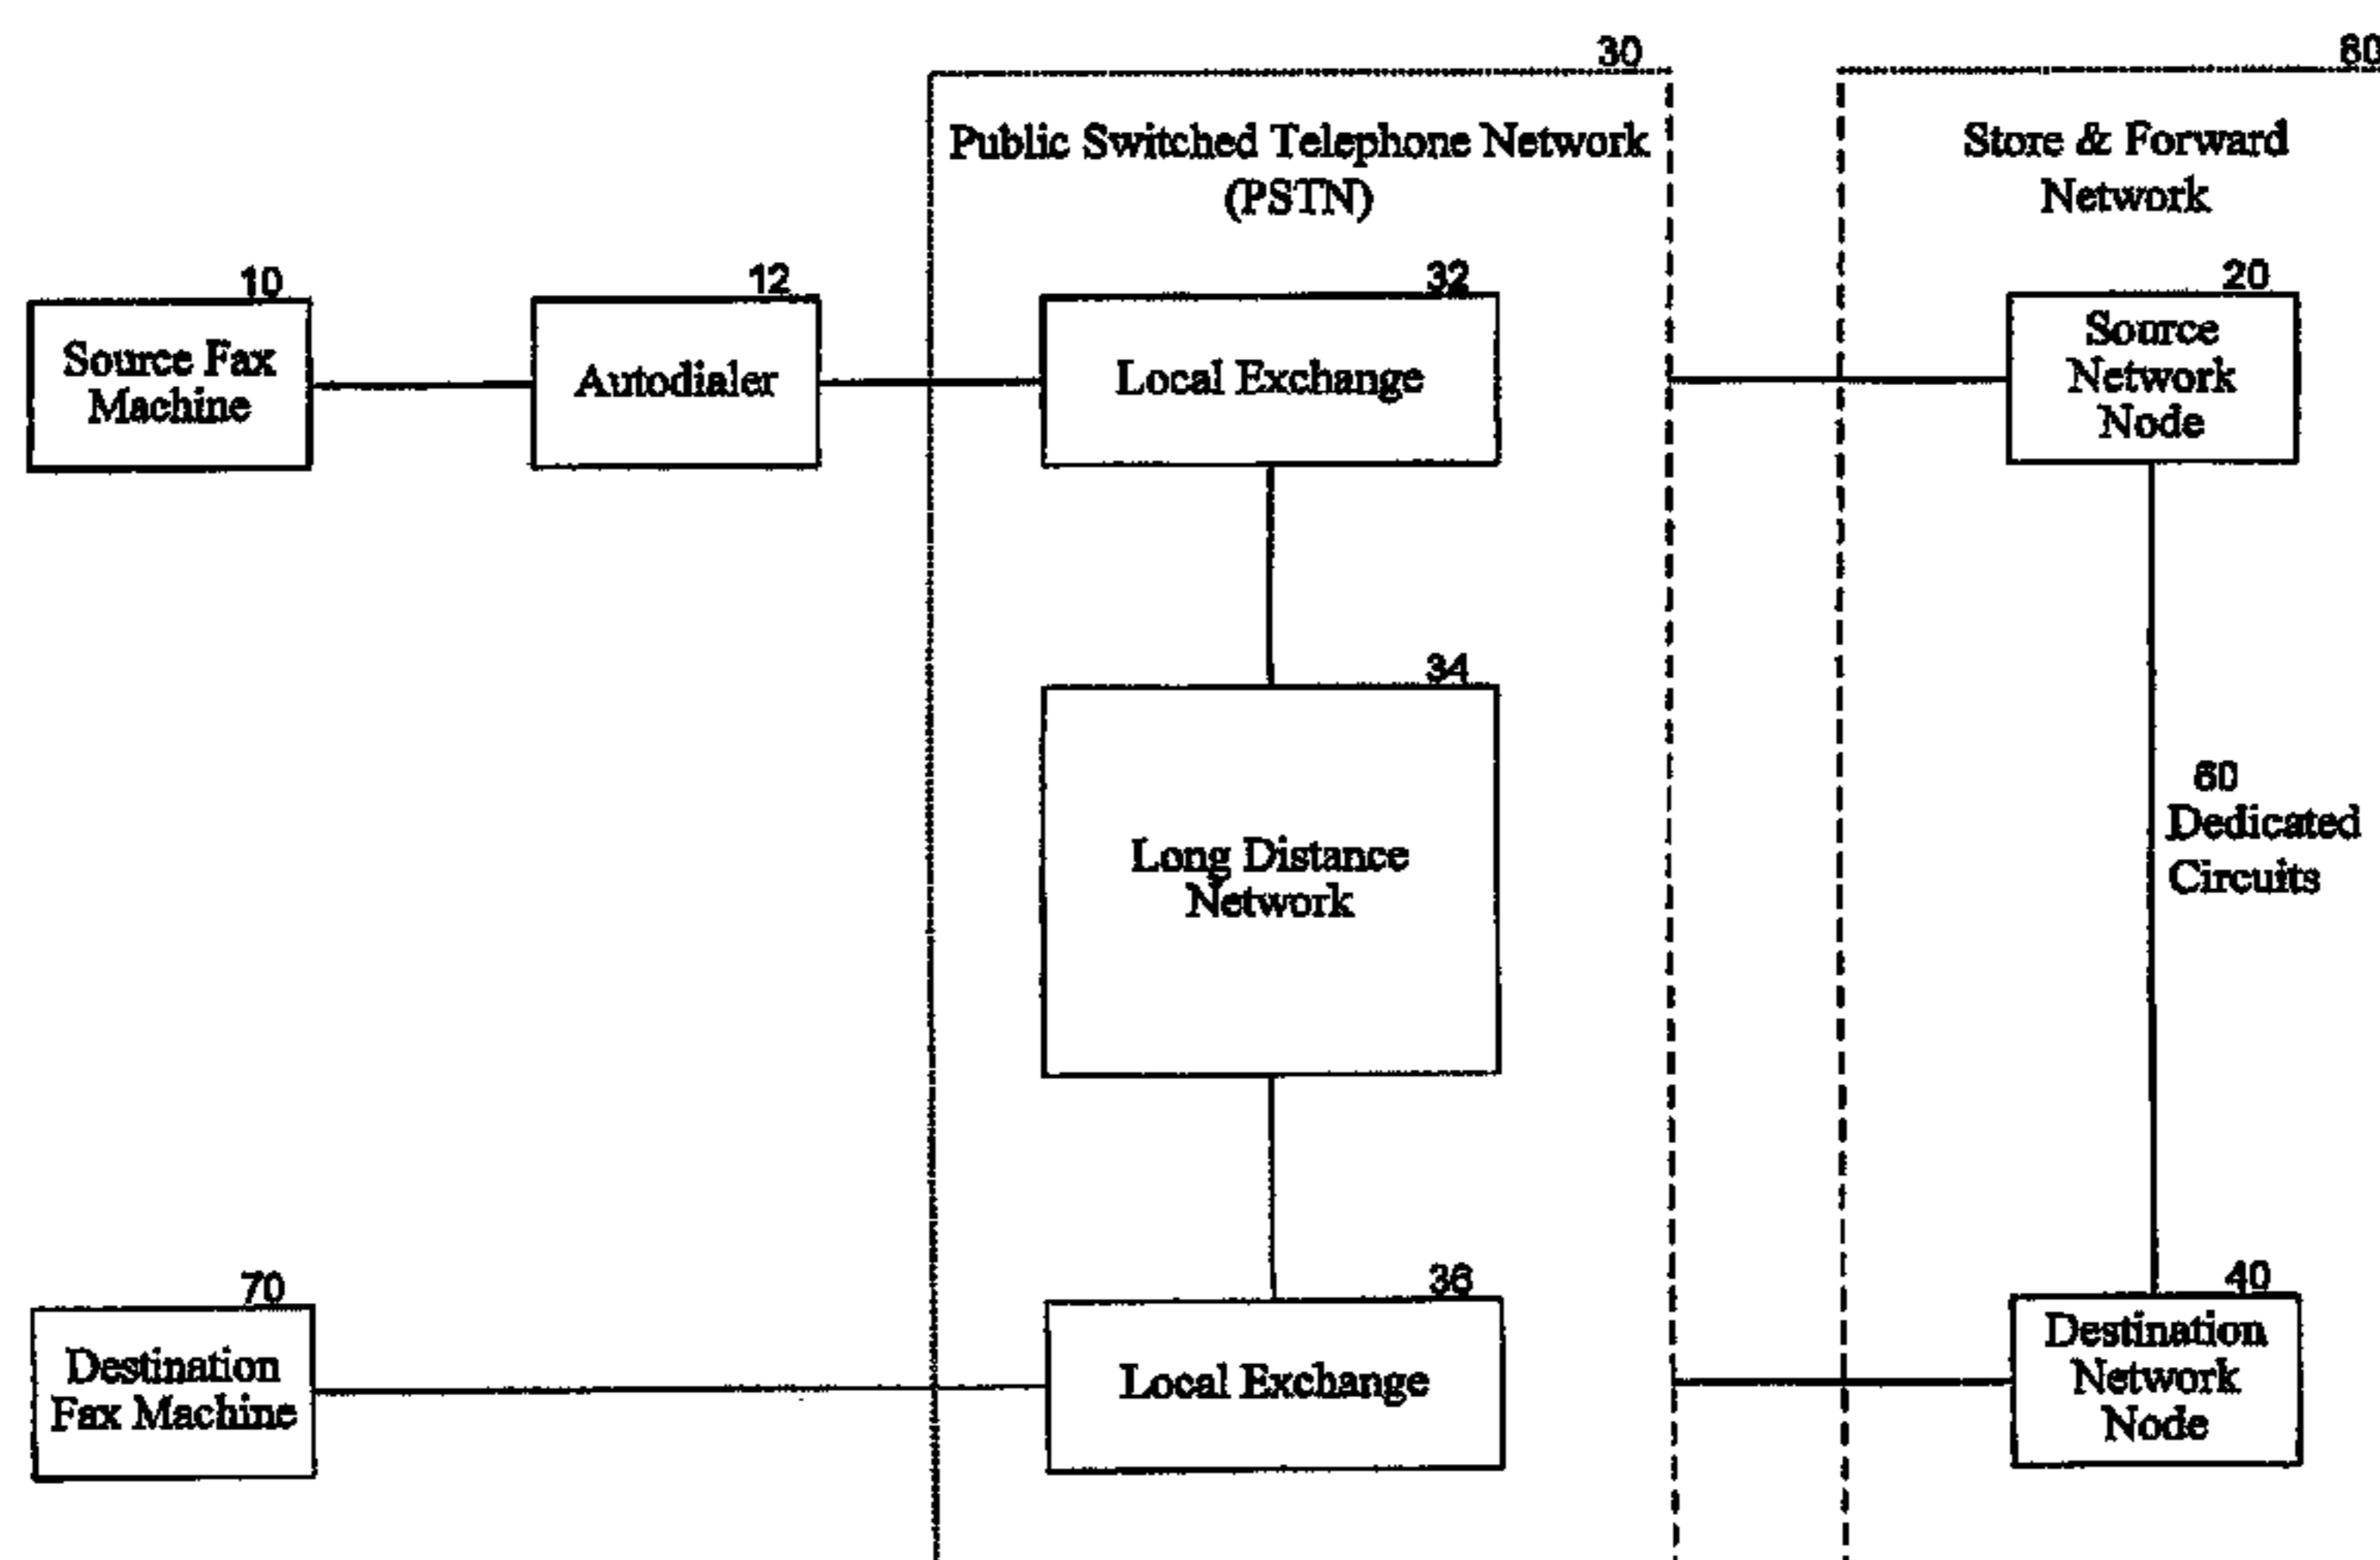 30
80
Public Switched Telephone Network
(PSTN)
Store & Forward
Network
10
Source Fax
Machine
12
Autodialer
32
Local Exchange
20
Source
Network
Node
34
Long Distance
Network
60
Dedicated
Circuits
70
Destination
Fax Machine
36
Local Exchange
40
Destination
Network
Node